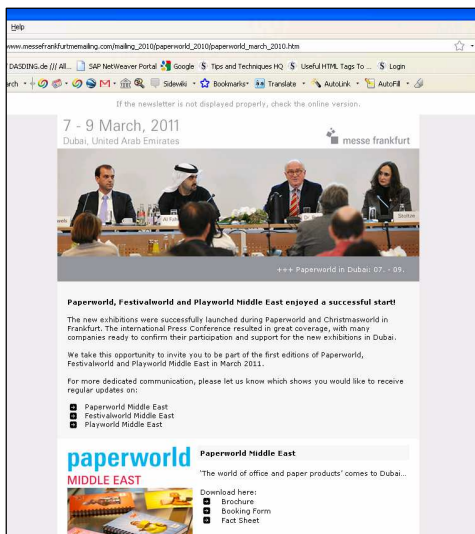 Help
www.messefrankfurtmemailing.com/mailing_2010/paperworld_2010/paperworld_march_2010.htm
DASDING.de /// All... SAP NetWeaver Portal Google Tips and Techniques HQ Useful HTML Tags To ... Login
arch Sidewiki Bookmarks Translate AutoLink AutoFill
If the newsletter is not displayed properly, check the online version.
7 - 9 March, 2011
Dubai, United Arab Emirates
messe frankfurt
+++ Paperworld in Dubai: 07. - 09.
Paperworld, Festivalworld and Playworld Middle East enjoyed a successful start!
The new exhibitions were successfully launched during Paperworld and Christmasworld in
Frankfurt. The international Press Conference resulted in great coverage, with many
companies ready to confirm their participation and support for the new exhibitions in Dubai.
We take this opportunity to invite you to be part of the first editions of Paperworld,
Festivalworld and Playworld Middle East in March 2011.
For more dedicated communication, please let us know which shows you would like to receive
regular updates on:
Paperworld Middle East
Festivalworld Middle East
Playworld Middle East
paperworld
MIDDLE EAST
Paperworld Middle East
'The world of office and paper products' comes to Dubai...
Download here:
Brochure
Booking Form
Fact Sheet